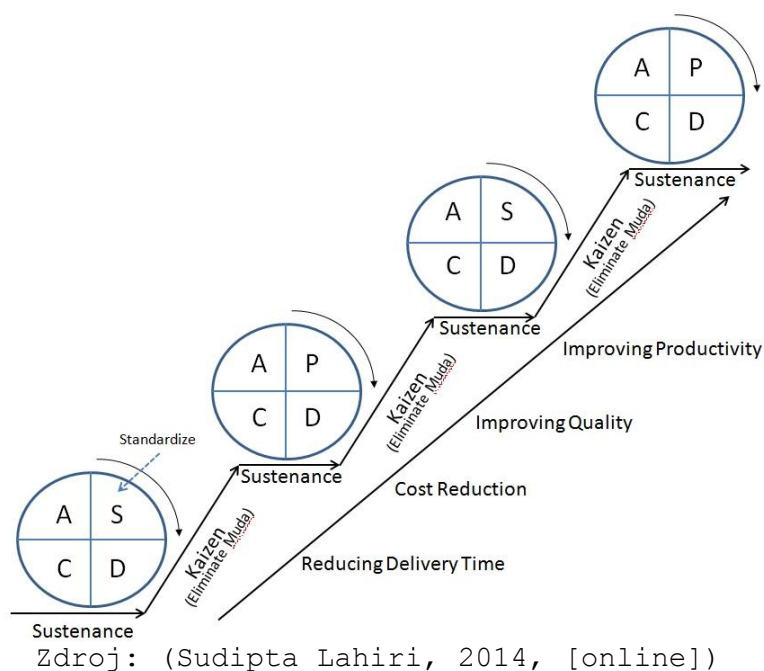 A P
C D
Sustenance
Kaizen
(Eliminate Muda)
A S
C D
Sustenance
Kaizen
(Eliminate Muda)
Improving Productivity
A P
C D
Sustenance
Improving Quality
Standardize
A S
C D
Sustenance
Kaizen
(Eliminate Muda)
Cost Reduction
Reducing Delivery Time
Zdroj: (Sudipta Lahiri, 2014, [online])